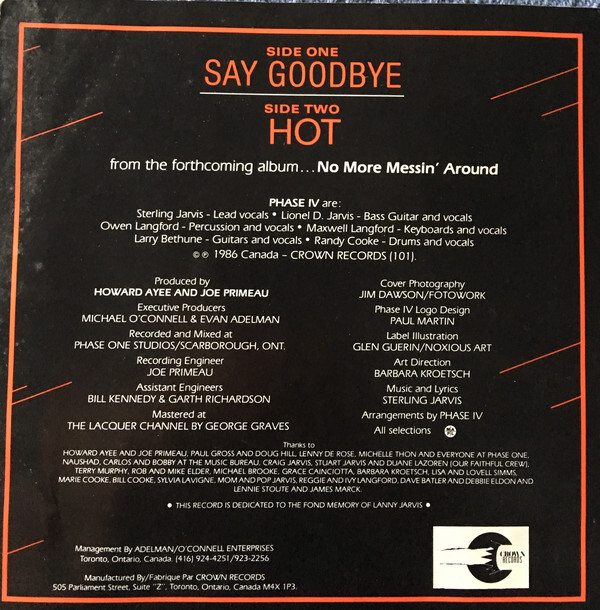 SIDE ONE
SAY GOODBYE
SIDE TWO
HOT
from the forthcoming album... No More Messin' Around
PHASE IV are:
Sterling Jarvis - Lead vocals • Lionel D. Jarvis - Bass Guitar and vocals
Owen Langford - Percussion and vocals • Maxwell Langford - Keyboards and vocals
Larry Bethune - Guitars and vocals • Randy Cooke - Drums and vocals
© ℗ 1986 Canada – CROWN RECORDS (101).
Produced by
HOWARD AYEE AND JOE PRIMEAU
Executive Producers
MICHAEL O'CONNELL & EVAN ADELMAN
Recorded and Mixed at
PHASE ONE STUDIOS/SCARBOROUGH, ONT.
Recording Engineer
JOE PRIMEAU
Assistant Engineers
BILL KENNEDY & GARTH RICHARDSON
Mastered at
THE LACQUER CHANNEL BY GEORGE GRAVES
Cover Photography
JIM DAWSON/FOTOWORK
Phase IV Logo Design
PAUL MARTIN
Label Illustration
GLEN GUERIN/NOXIOUS ART
Art Direction
BARBARA KROETSCH
Music and Lyrics
STERLING JARVIS
Arrangements by PHASE IV
All selections
Thanks to
HOWARD AYEE AND JOE PRIMEAU, PAUL GROSS AND DOUG HILL, LENNY DE ROSE, MICHELLE THON AND EVERYONE AT PHASE ONE,
NAUSHAD, CARLOS AND BOBBY AT THE MUSIC BUREAU, CRAIG JARVIS, STUART JARVIS AND DUANE LAZOREN (OUR FAITHFUL CREW),
TERRY MURPHY, ROB AND MIKE ELDER, MICHAEL BROOKE, GRACE CAINCIOTTA, BARBARA KROETSCH, LISA AND LOVELL SIMMS,
MARIE COOKE, BILL COOKE, SYLVIA LAVIGNE, MOM AND POP JARVIS, REGGIE AND IVY LANGFORD, DAVE BATLER AND DEBBIE ELDON AND
LENNIE STOUTE AND JAMES MARCK.
• THIS RECORD IS DEDICATED TO THE FOND MEMORY OF LANNY JARVIS •
Management By ADELMAN/O'CONNELL ENTERPRISES
Toronto, Ontario, Canada. (416) 924-4251/923-2256
Manufactured By/Fabrique Par CROWN RECORDS
505 Parliament Street, Suite "Z", Toronto, Ontario, Canada M4X 1P3.
CROWN
RECORDS